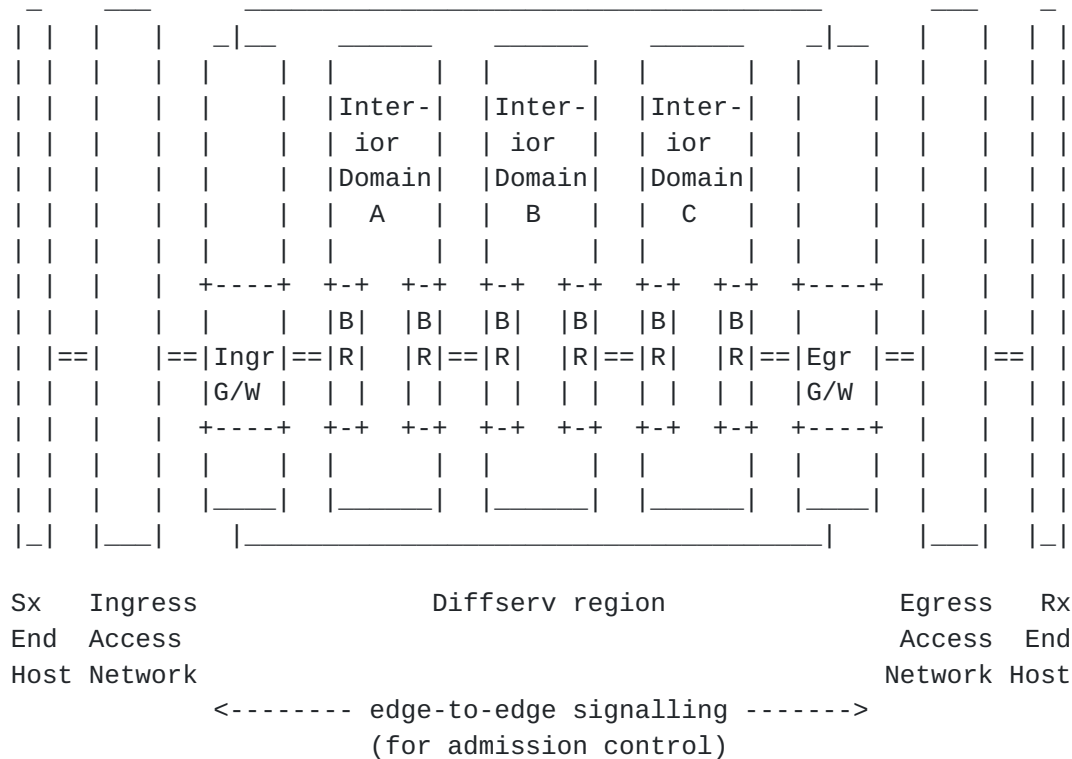 Inter- Inter- Inter-
ior ior ior
Domain Domain Domain
A B C
B B B B B B
== == Ingr == R R == R R == R R == Egr == ==
G/W G/W
Sx Ingress Diffserv region Egress Rx
End Access Access End
Host Network Network Host
<-------- edge-to-edge signalling ------->
(for admission control)